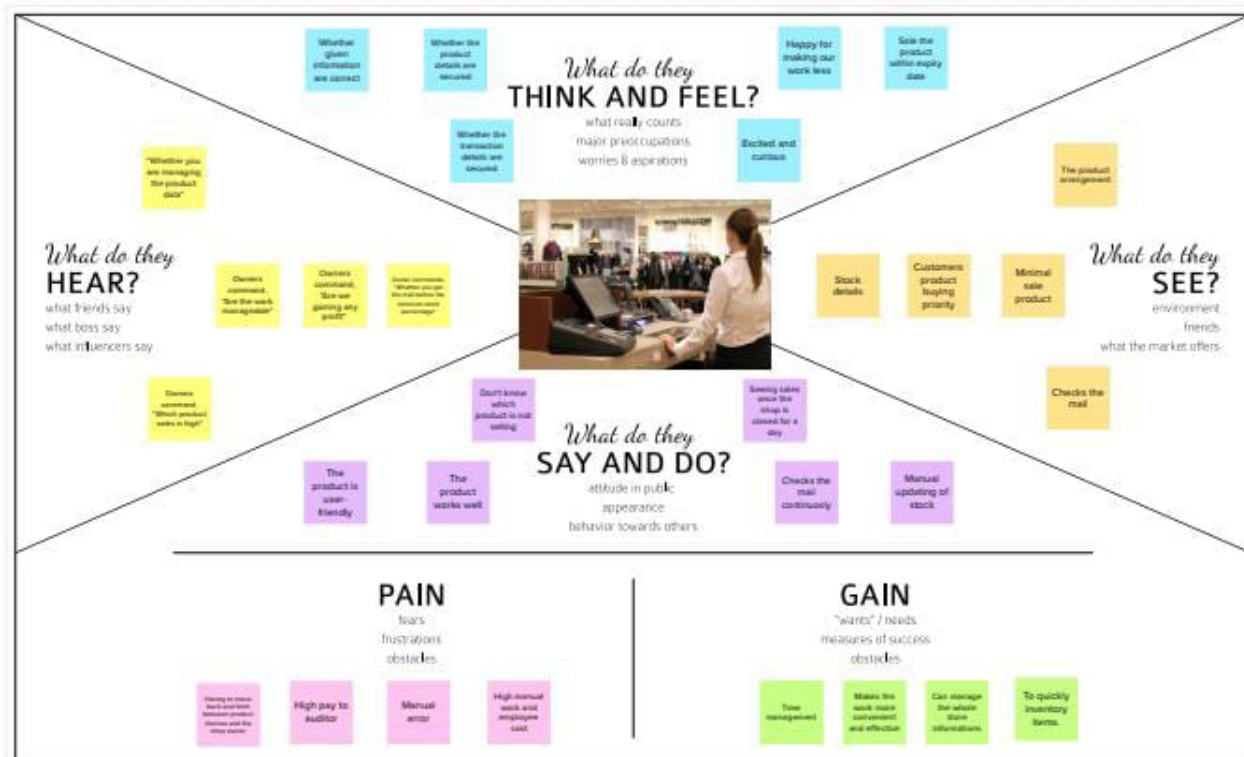 Whether
given
information
are correct
Whether the
product
details are
secured
Happy for
making our
work less
Sale the
product
within expiry
date
What do they
THINK AND FEEL?
what really counts
major preoccupations
worries & aspirations
Whether the
transaction
details are
secured
Excited and
curious
"Whether you
are managing
the product
data"
What do they
HEAR?
what friends say
what boss say
what influencers say
Owners
command,
"Are the work
manageable"
Owners
command,
"Are we
gaining any
profit"
Owners
command,
"Which product
sales is high"
The product
arrangement
What do they
SEE?
environment
friends
what the market offers
Stock
details
Customers
product
buying
priority
Minimal
sale
product
Checks the
mail
Don't know
which
product is not
selling
Seeing sales
once the
shop is
closed for a
day
What do they
SAY AND DO?
attitude in public
appearance
behavior towards others
The
product is
user-
friendly
The
product
works well
Checks the
mail
continuously
Manual
updating of
stock
PAIN
fears
frustrations
obstacles
back and forth
between product
High pay to
auditor
Manual
error
High manual
work and
employee
cost
GAIN
"wants" / needs
measures of success
obstacles
Time
management
Makes the
work more
convenient
and effective
Can manage
the whole
store
informations
To quickly
inventory
items.